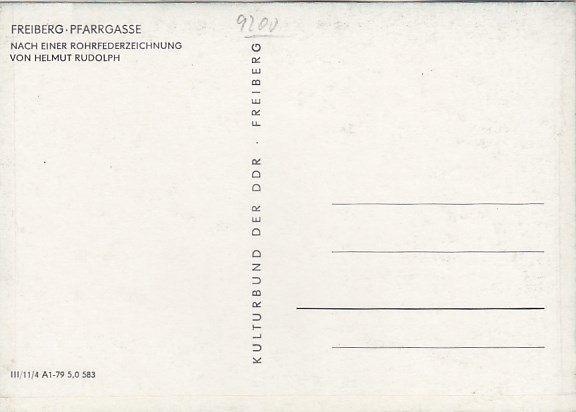 FREIBERG·PFARRGASSE
NACH EINER ROHRFEDERZEICHNUNG
VON HELMUT RUDOLPH
9200
KULTURBUND DER DDR · FREIBERG
III/11/4 A1-79 5,0 583